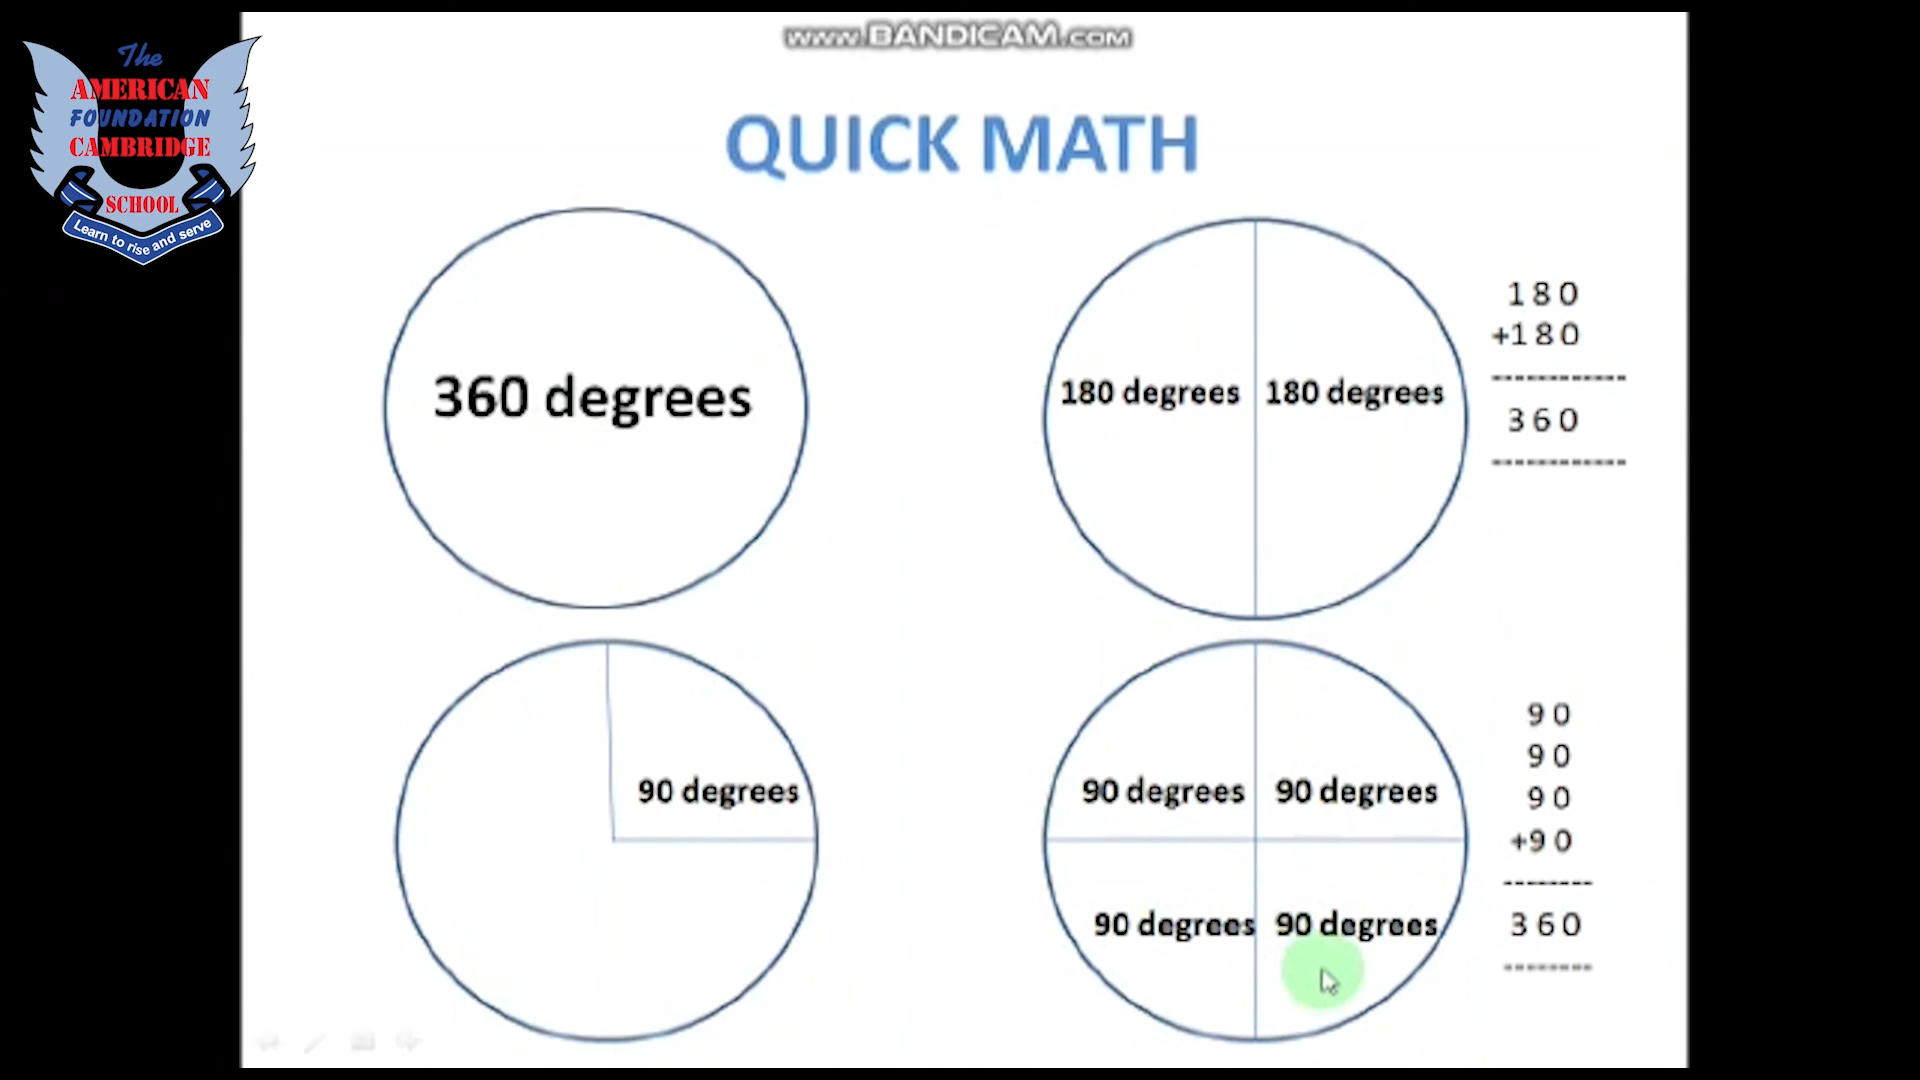 www.BANDICAM.com
The
AMERICAN
FOUNDATION
CAMBRIDGE
SCHOOL
Learn to rise and serve
QUICK MATH
360 degrees
180 degrees 180 degrees
180
+180
------------
360
------------
90 degrees
90 degrees 90 degrees
90 degrees 90 degrees
90
90
90
+90
--------
360
--------